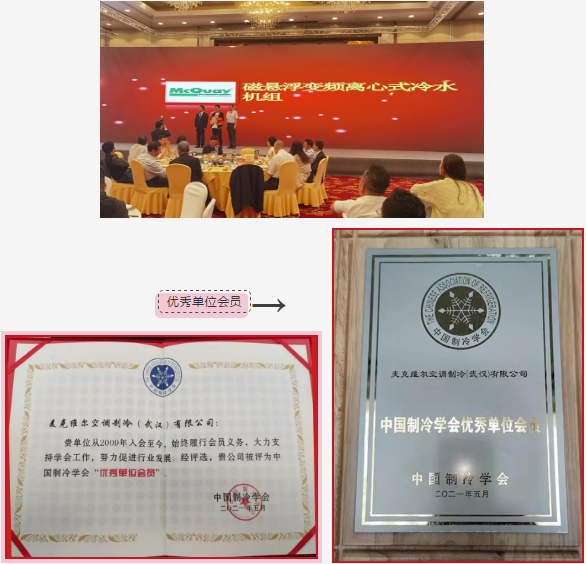 McQuay
磁悬浮变频离心式冷水
机组
优秀单位会员
麦克维尔空调制冷（武汉）有限公司：
贵单位从2009年入会至今，始终履行会员义务，大力支
持学会工作，努力促进行业发展。经评选，贵公司被评为中
国制冷学会“优秀单位会员”。
中国制冷学会
二〇二一年五月
THE CHINESE ASSOCIATION OF REFRIGERATION
中国制冷学会
麦克维尔空调制冷(武汉)有限公司
中国制冷学会优秀单位会员
中国制冷学会
二〇二一年五月